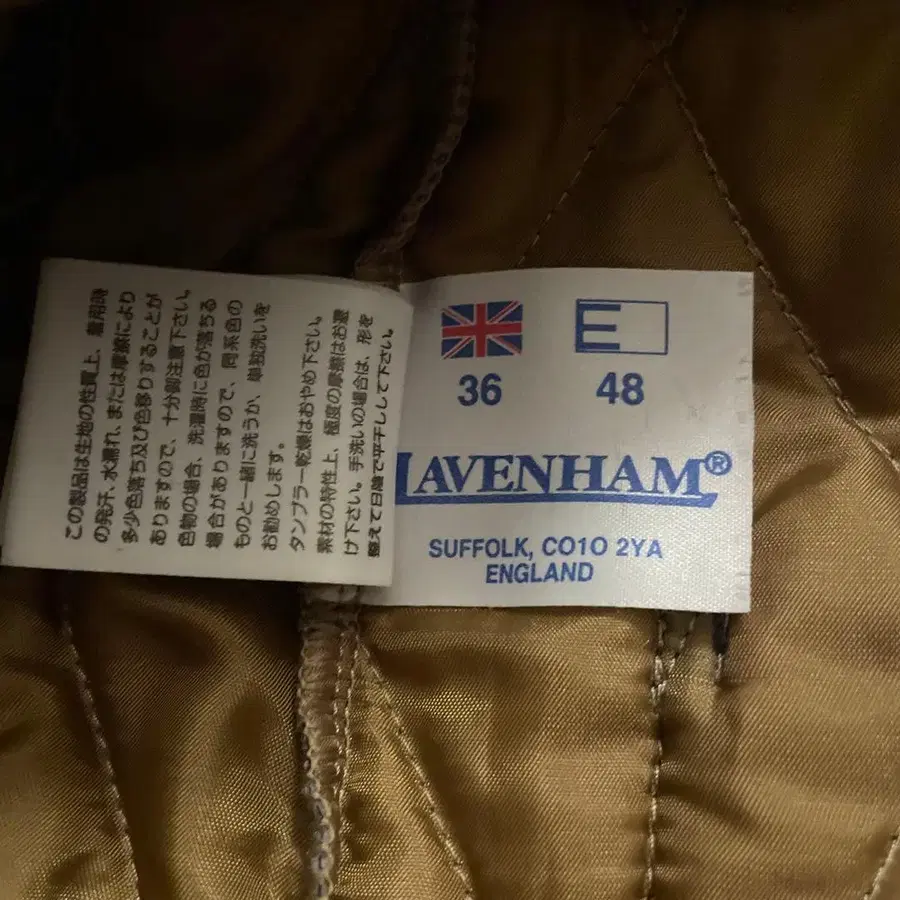 この製品は生地の性質上、着用時
の発汗、水濡れ、または摩擦により
多少色落ち及び色移りすることが
ありますので、十分御注意下さい。
色物の場合、洗濯時に色が落ちる
場合がありますので、同系色の
ものと一緒に洗うか、単独洗いを
お勧めします。
タンブラー乾燥はおやめ下さい。
素材の特性上、極度の摩擦はお避
け下さい。手洗いの場合は、形を
整えて日陰で平干しして下さい。
E
36 48
LAVENHAM®
SUFFOLK, CO10 2YA
ENGLAND